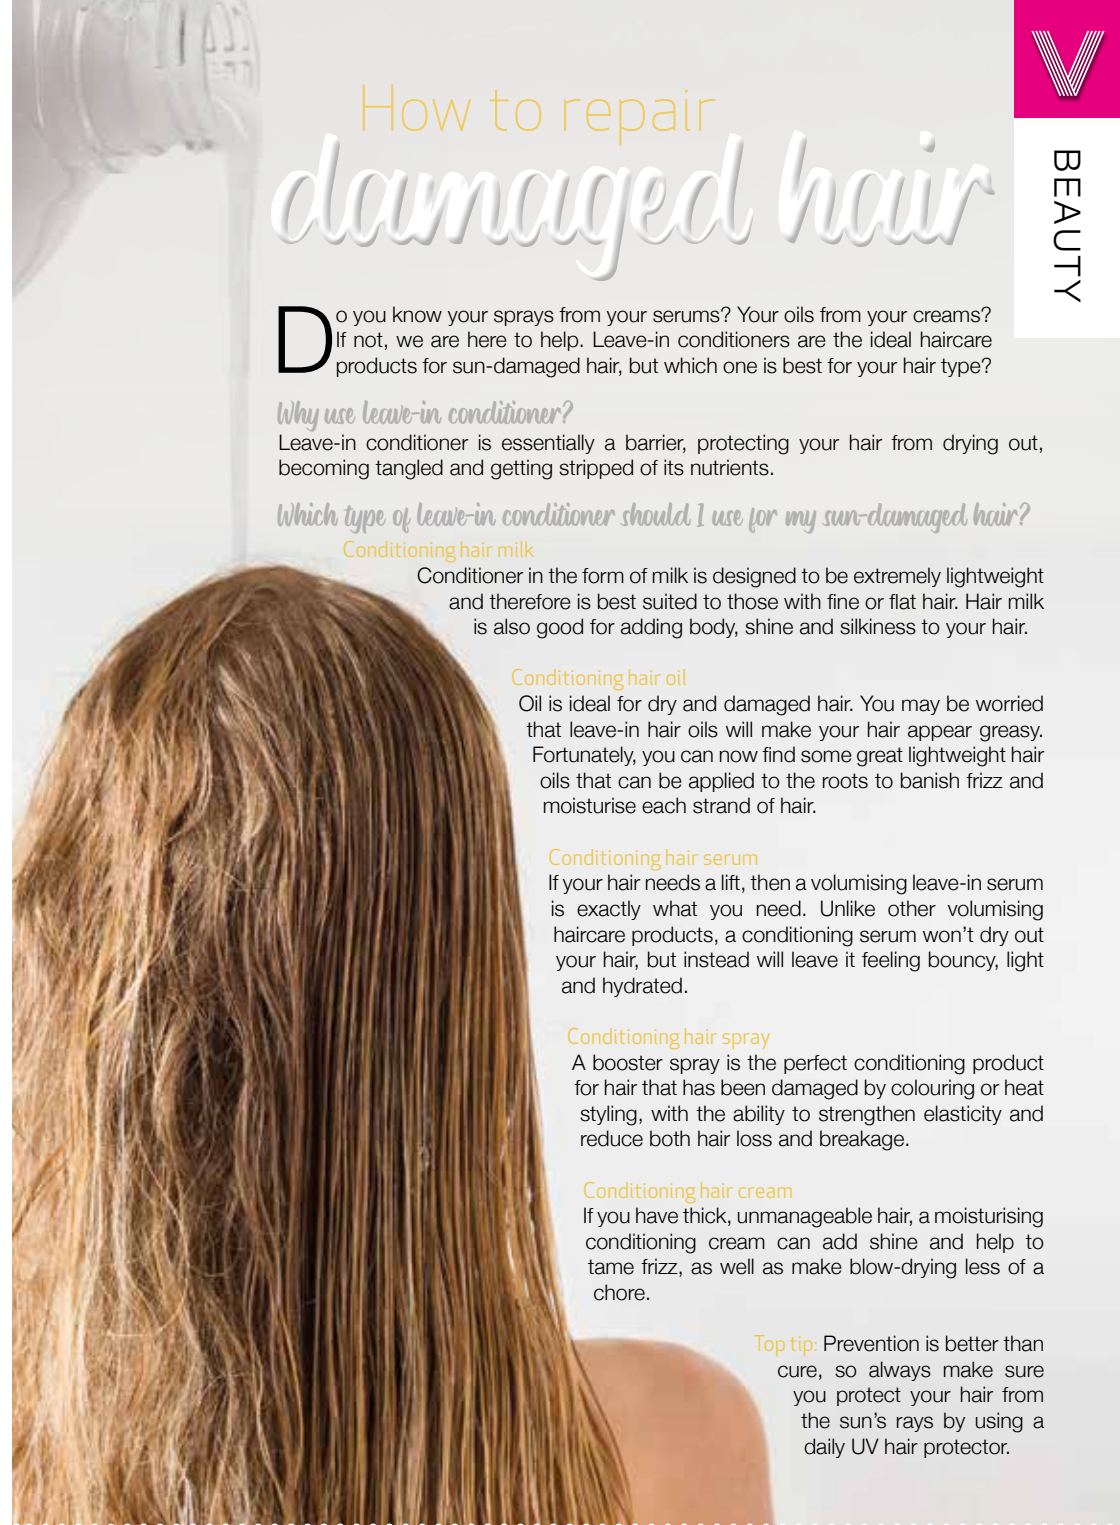 V
BEAUTY
How to repair
damaged hair
Do you know your sprays from your serums? Your oils from your creams?
If not, we are here to help. Leave-in conditioners are the ideal haircare
products for sun-damaged hair, but which one is best for your hair type?
Why use leave-in conditioner?
Leave-in conditioner is essentially a barrier, protecting your hair from drying out,
becoming tangled and getting stripped of its nutrients.
Which type of leave-in conditioner should I use for my sun-damaged hair?
Conditioning hair milk
Conditioner in the form of milk is designed to be extremely lightweight
and therefore is best suited to those with fine or flat hair. Hair milk
is also good for adding body, shine and silkiness to your hair.
Conditioning hair oil
Oil is ideal for dry and damaged hair. You may be worried
that leave-in hair oils will make your hair appear greasy.
Fortunately, you can now find some great lightweight hair
oils that can be applied to the roots to banish frizz and
moisturise each strand of hair.
Conditioning hair serum
If your hair needs a lift, then a volumising leave-in serum
is exactly what you need. Unlike other volumising
haircare products, a conditioning serum won't dry out
your hair, but instead will leave it feeling bouncy, light
and hydrated.
Conditioning hair spray
A booster spray is the perfect conditioning product
for hair that has been damaged by colouring or heat
styling, with the ability to strengthen elasticity and
reduce both hair loss and breakage.
Conditioning hair cream
If you have thick, unmanageable hair, a moisturising
conditioning cream can add shine and help to
tame frizz, as well as make blow-drying less of a
chore.
Top tip: Prevention is better than
cure, so always make sure
you protect your hair from
the sun's rays by using a
daily UV hair protector.